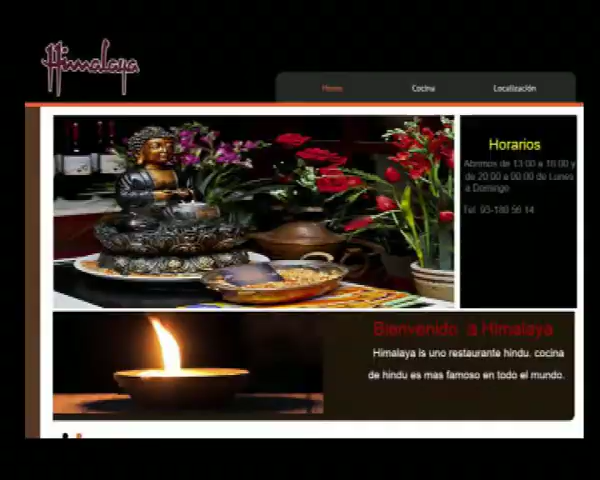 Himalaya
Home Cocina Localización
Horarios
Abrimos de 13:00 a 16:00 y
de 20:00 a 00:00 de Lunes
a Domingo
Tel. 93-180 56 14
Bienvenido a Himalaya
Himalaya is uno restaurante hindu, cocina
de hindu es mas famoso en todo el mundo.